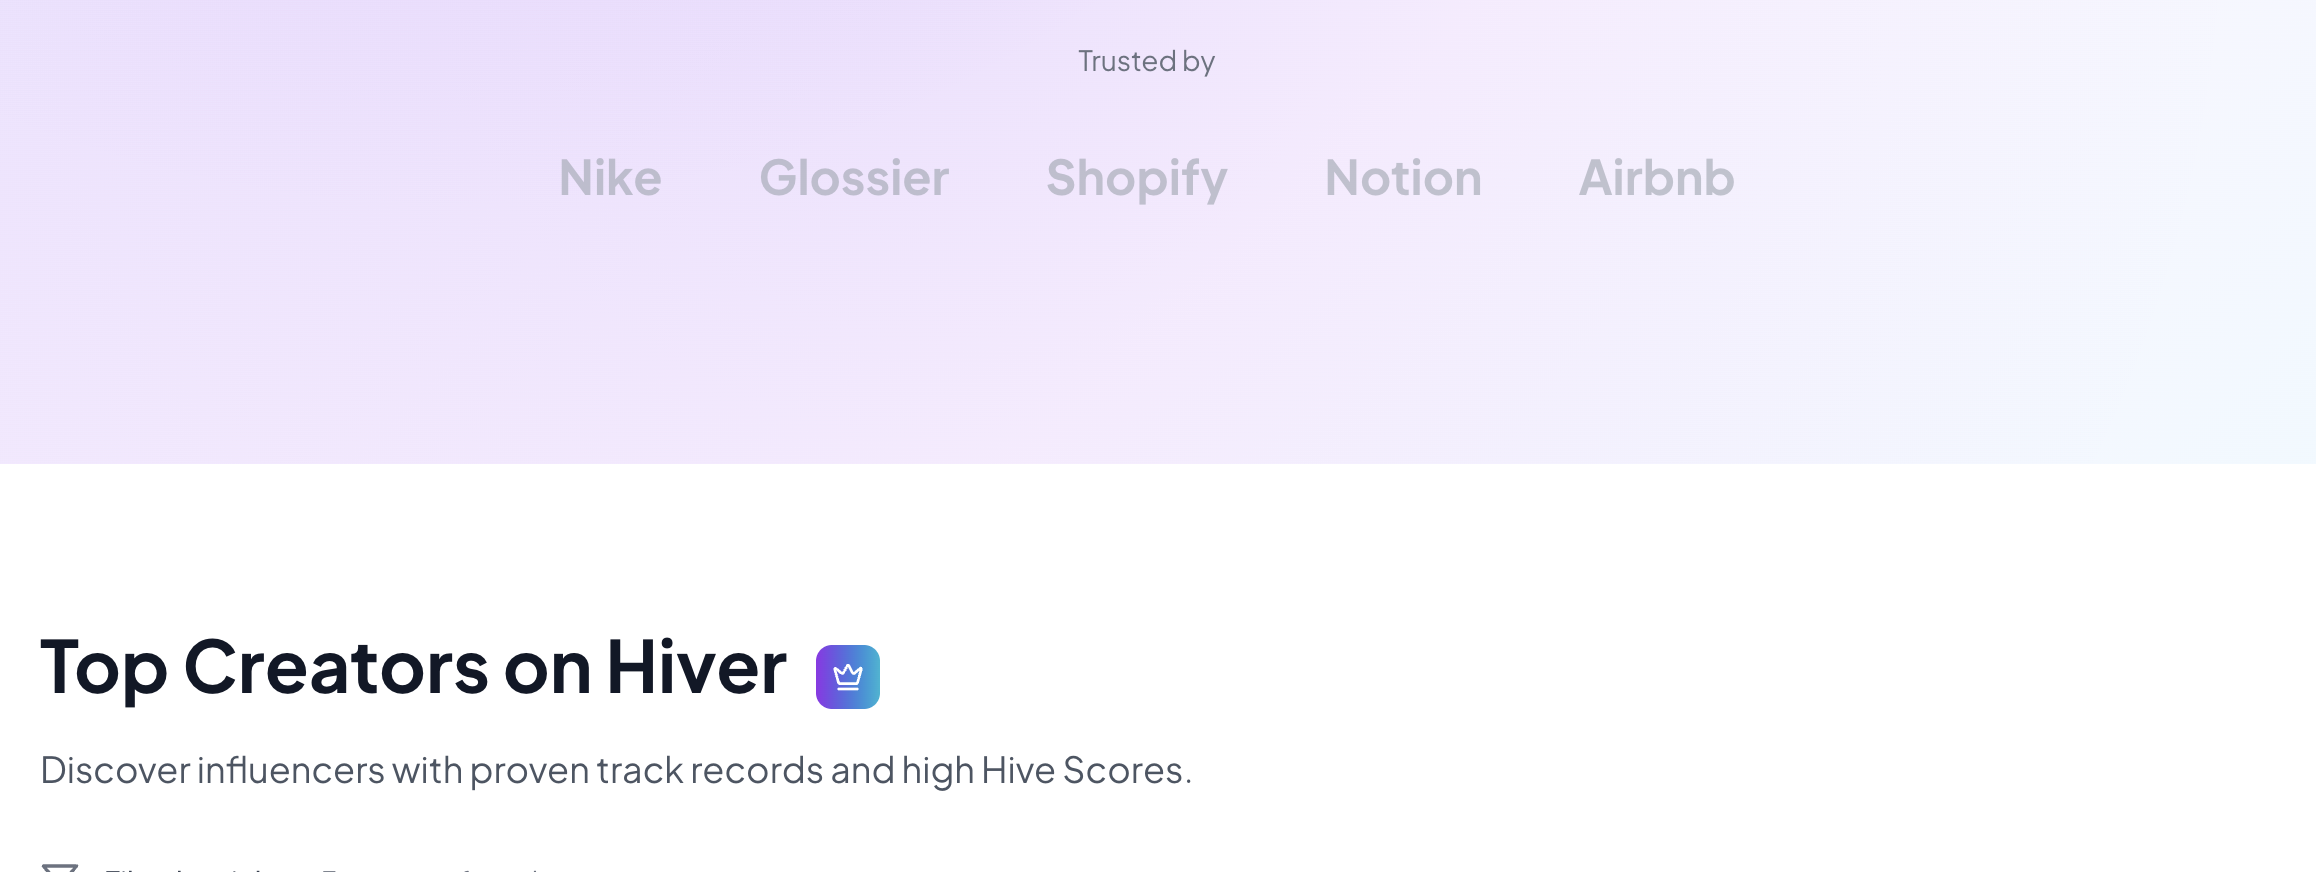 Trusted by
Nike Glossier Shopify Notion Airbnb
Top Creators on Hiver
Discover influencers with proven track records and high Hive Scores.